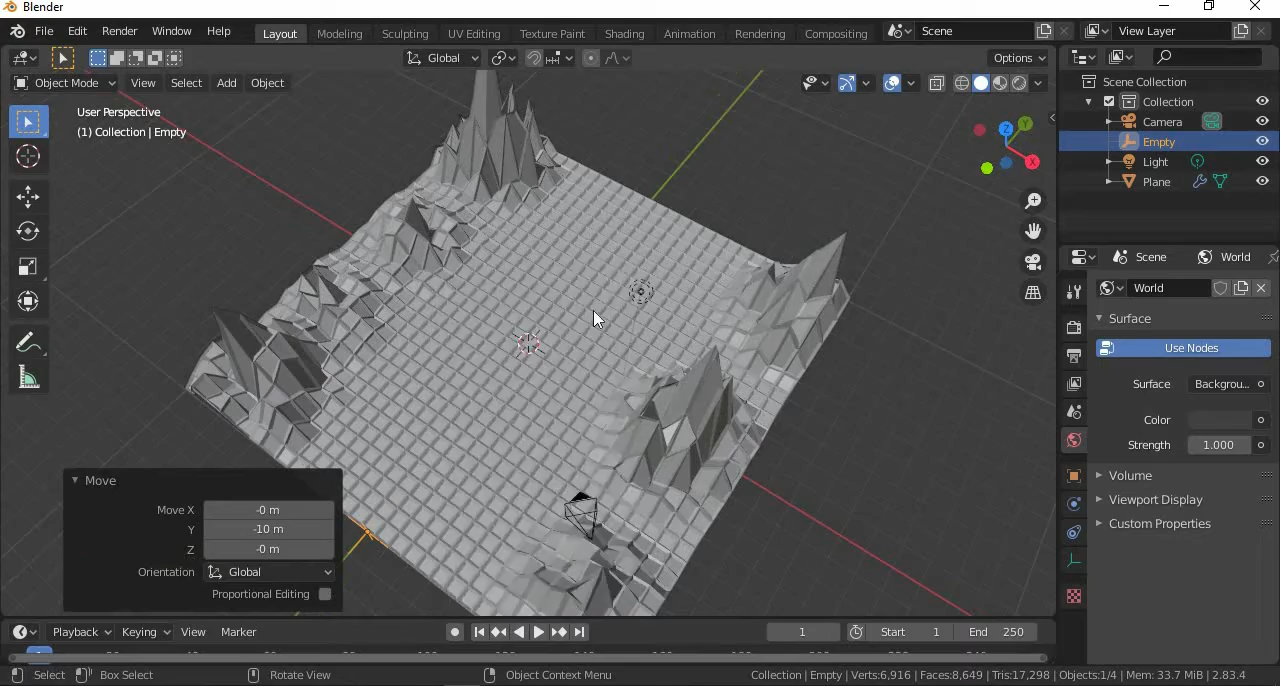 Blender
File Edit Render Window Help Layout Modeling Sculpting UV Editing Texture Paint Shading Animation Rendering Compositing Scene View Layer
Global Options
Object Mode View Select Add Object
User Perspective
(1) Collection | Empty
Z Y X
Scene Collection
Collection
Camera
Empty
Light
Plane
Scene World
World
Surface
Use Nodes
Surface Backgrou...
Color
Strength 1.000
Volume
Viewport Display
Custom Properties
Move
Move X -0 m
Y -10 m
Z -0 m
Orientation Global
Proportional Editing
Playback Keying View Marker 1 Start 1 End 250
Select Box Select Rotate View Object Context Menu Collection | Empty | Verts:6,916 | Faces:8,649 | Tris:17,298 | Objects:1/4 | Mem: 33.7 MiB | 2.83.4